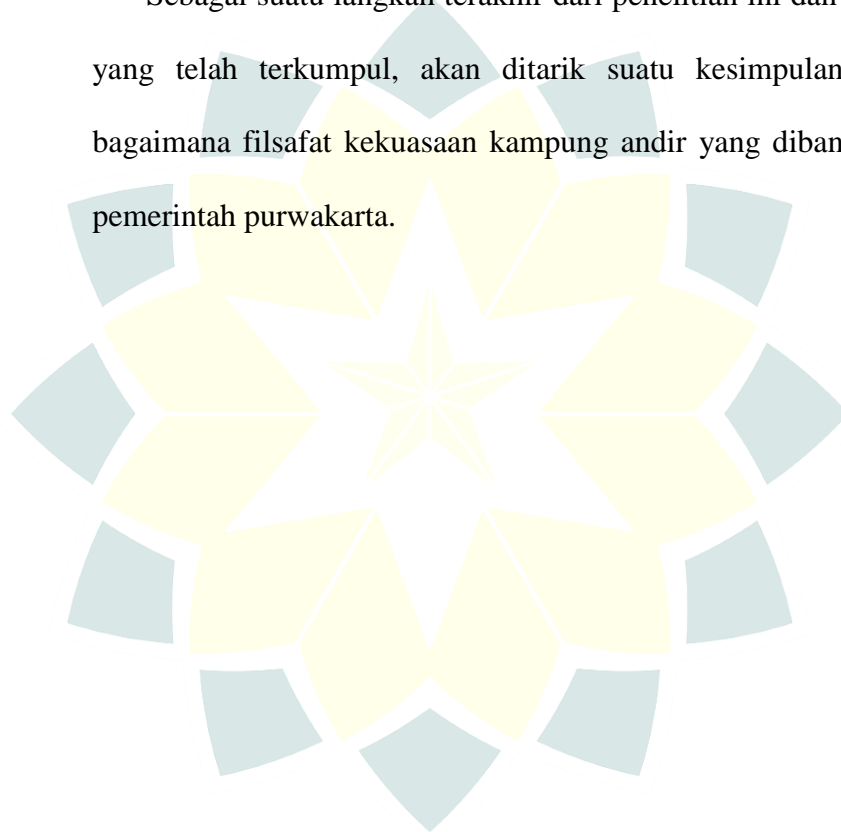 Sebagai suatu langkah terakhir dari penelitian ini dan
yang telah terkumpul, akan ditarik suatu kesimpulan
bagaimana filsafat kekuasaan kampung andir yang diban
pemerintah purwakarta.